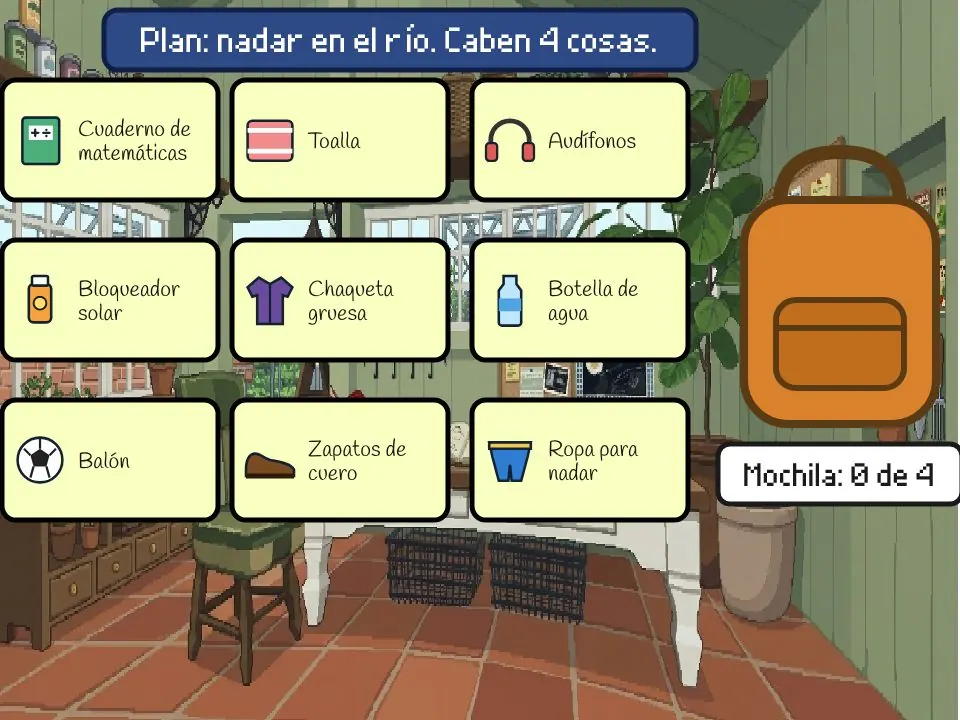 Plan: nadar en el río. Caben 4 cosas.
Cuaderno de
matemáticas
Toalla
Audífonos
Bloqueador
solar
Chaqueta
gruesa
Botella de
agua
Balón
Zapatos de
cuero
Ropa para
nadar
Mochila: 0 de 4